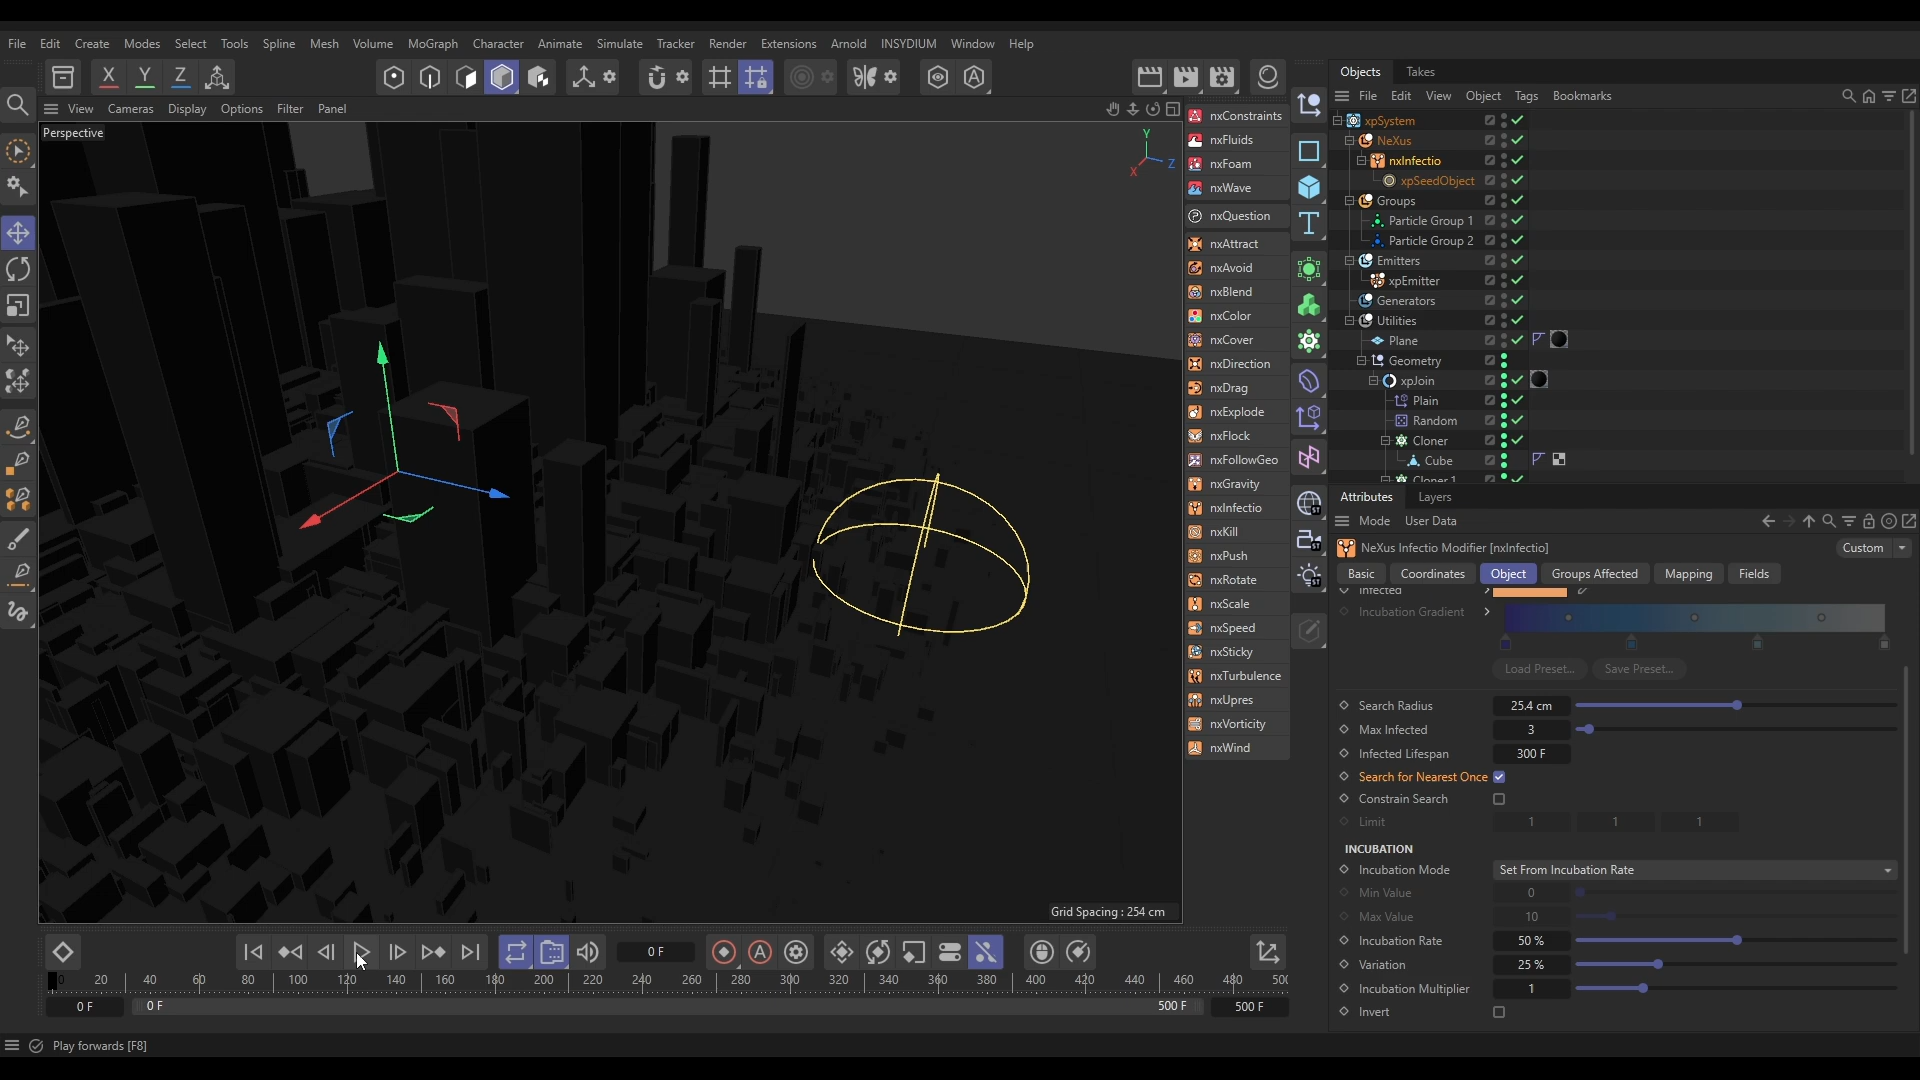 File Edit Create Modes Select Tools Spline Mesh Volume MoGraph Character Animate Simulate Tracker Render Extensions Arnold INSYDIUM Window Help
X Y Z
View Cameras Display Options Filter Panel
Perspective
Y
X
Z
Grid Spacing : 254 cm
nxConstraints
nxFluids
nxFoam
nxWave
nxQuestion
nxAttract
nxAvoid
nxBlend
nxColor
nxCover
nxDirection
nxDrag
nxExplode
nxFlock
nxFollowGeo
nxGravity
nxInfectio
nxKill
nxPush
nxRotate
nxScale
nxSpeed
nxSticky
nxTurbulence
nxUpres
nxVorticity
nxWind
T
ST
ST
ST
Objects Takes
File Edit View Object Tags Bookmarks
xpSystem
NeXus
nxInfectio
xpSeedObject
Groups
Particle Group 1
Particle Group 2
Emitters
xpEmitter
Generators
Utilities
Plane
Geometry
xpJoin
Plain
Random
Cloner
Cube
Cloner 1
Attributes Layers
Mode User Data
NeXus Infectio Modifier [nxInfectio] Custom
Basic Coordinates Object Groups Affected Mapping Fields
Infected
Incubation Gradient
Load Preset... Save Preset...
Search Radius 25.4 cm
Max Infected 3
Infected Lifespan 300 F
Search for Nearest Once
Constrain Search
Limit 1 1 1
INCUBATION
Incubation Mode Set From Incubation Rate
Min Value 0
Max Value 10
Incubation Rate 50 %
Variation 25 %
Incubation Multiplier 1
Invert
0 F
A
0 20 40 60 80 100 120 140 160 180 200 220 240 260 280 300 320 340 360 380 400 420 440 460 480 500
0 F 0 F 500 F 500 F
Play forwards [F8]